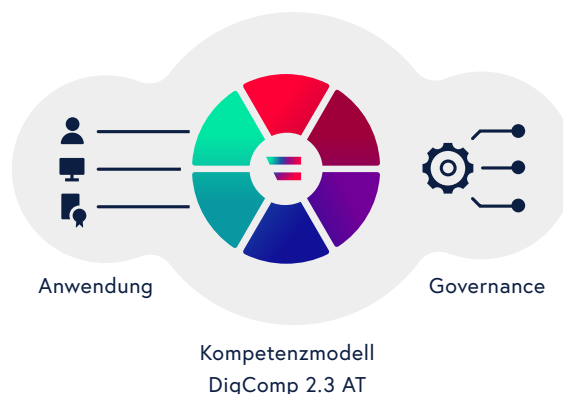 Anwendung
Governance
Kompetenzmodell
DigComp 2.3 AT